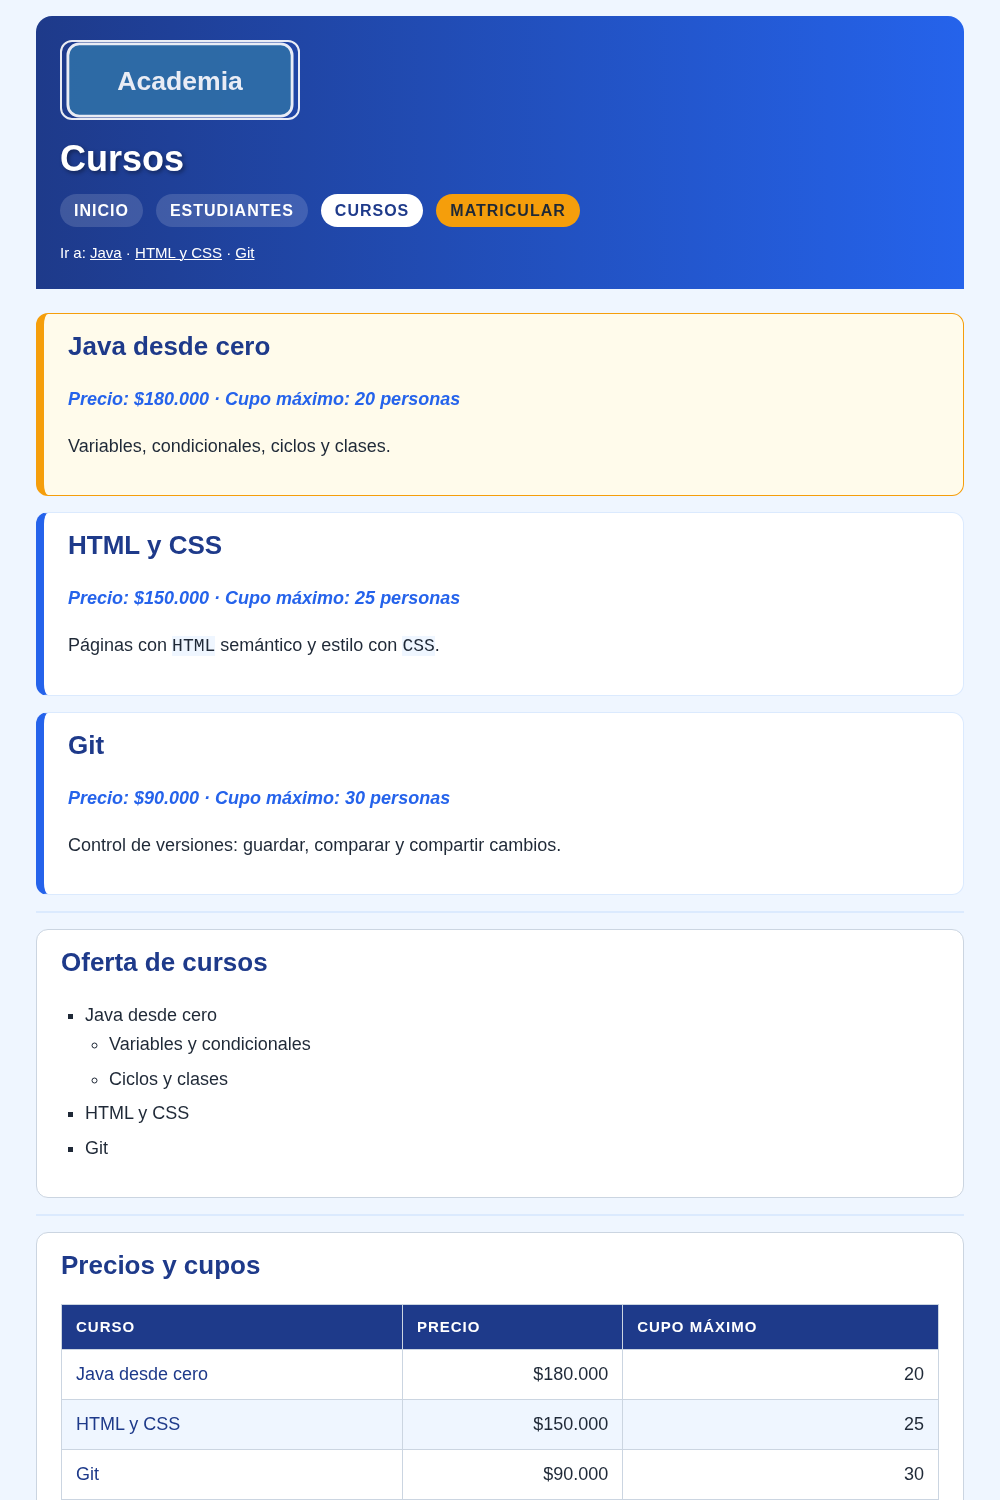 Academia
Cursos
INICIO ESTUDIANTES CURSOS MATRICULAR
Ir a: Java · HTML y CSS · Git
Java desde cero
Precio: $180.000 · Cupo máximo: 20 personas
Variables, condicionales, ciclos y clases.
HTML y CSS
Precio: $150.000 · Cupo máximo: 25 personas
Páginas con HTML semántico y estilo con CSS.
Git
Precio: $90.000 · Cupo máximo: 30 personas
Control de versiones: guardar, comparar y compartir cambios.
Oferta de cursos
Java desde cero
Variables y condicionales
Ciclos y clases
HTML y CSS
Git
Precios y cupos
CURSO PRECIO CUPO MÁXIMO
Java desde cero $180.000 20
HTML y CSS $150.000 25
Git $90.000 30